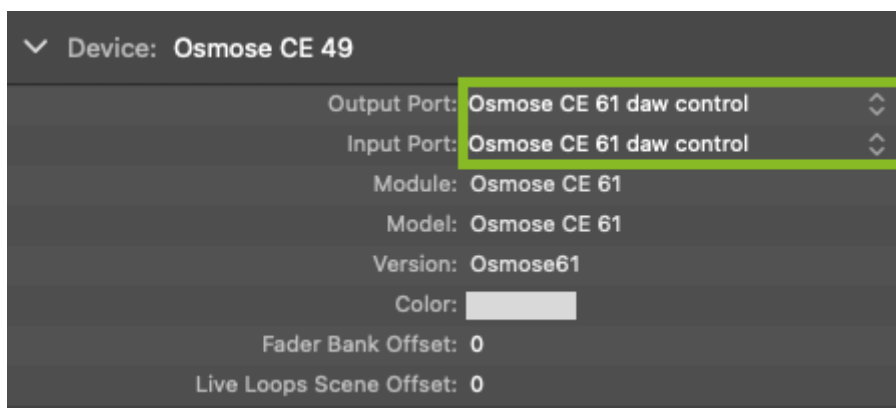 Device: Osmose CE 49
Output Port: Osmose CE 61 daw control
Input Port: Osmose CE 61 daw control
Module: Osmose CE 61
Model: Osmose CE 61
Version: Osmose61
Color:
Fader Bank Offset: 0
Live Loops Scene Offset: 0